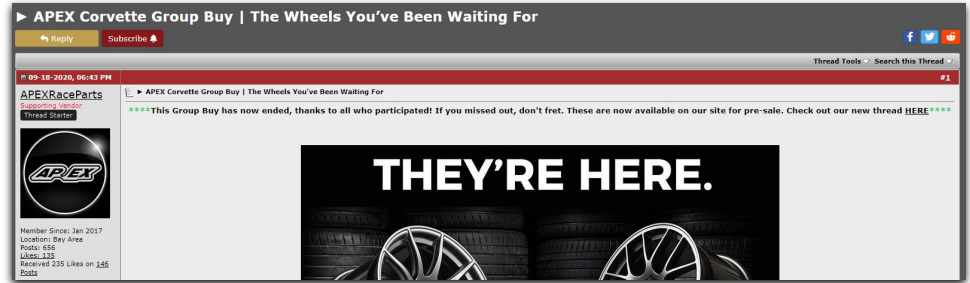 ► APEX Corvette Group Buy | The Wheels You’ve Been Waiting For
Reply
Subscribe
Thread Tools Search this Thread
09-18-2020, 06:43 PM
#1
APEXRaceParts
Supporting Vendor
Thread Starter
APEX
Member Since: Jan 2017
Location: Bay Area
Posts: 656
Likes: 135
Received 235 Likes on 146
Posts
► APEX Corvette Group Buy | The Wheels You’ve Been Waiting For
****This Group Buy has now ended, thanks to all who participated! If you missed out, don't fret. These are now available on our site for pre-sale. Check out our new thread HERE****
THEY’RE HERE.